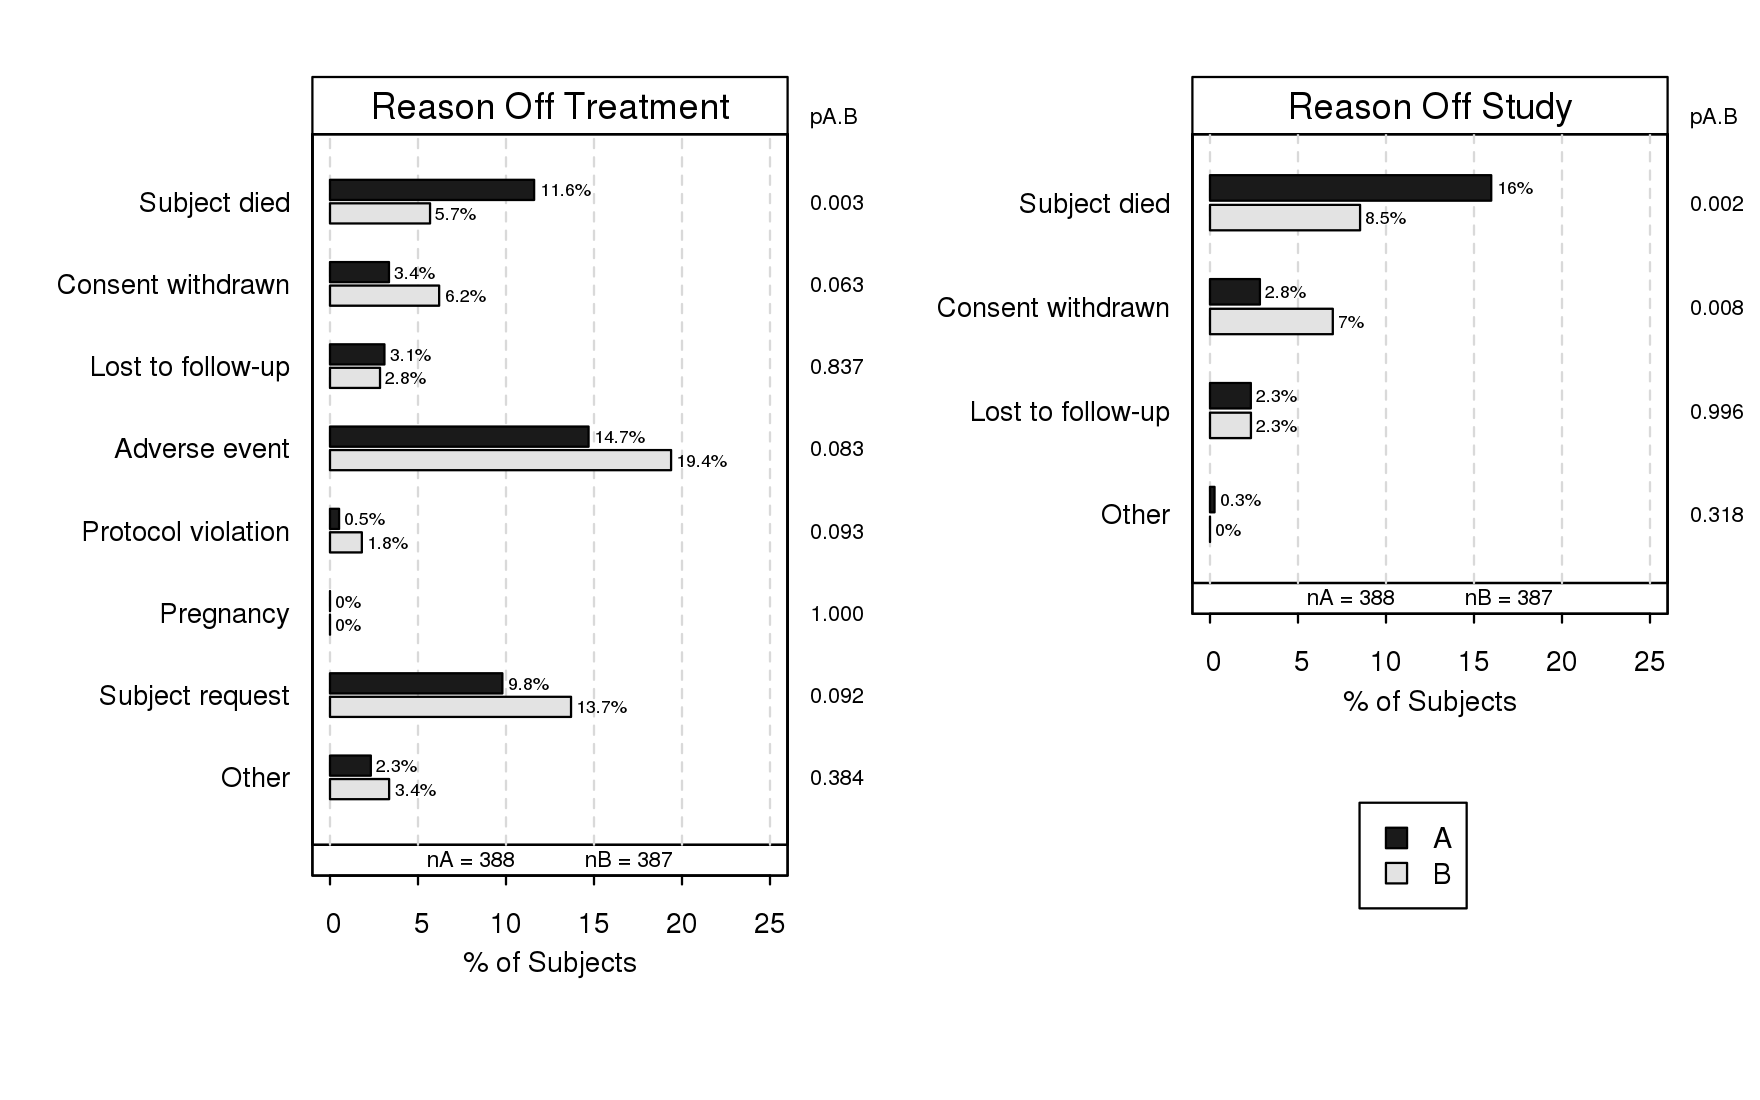 Reason Off Treatment
pA.B
Subject died
11.6%
5.7%
0.003
Consent withdrawn
3.4%
6.2%
0.063
Lost to follow-up
3.1%
2.8%
0.837
Adverse event
14.7%
19.4%
0.083
Protocol violation
0.5%
1.8%
0.093
Pregnancy
0%
0%
1.000
Subject request
9.8%
13.7%
0.092
Other
2.3%
3.4%
0.384
nA = 388 nB = 387
0 5 10 15 20 25
% of Subjects
Reason Off Study
pA.B
Subject died
16%
8.5%
0.002
Consent withdrawn
2.8%
7%
0.008
Lost to follow-up
2.3%
2.3%
0.996
Other
0.3%
0%
0.318
nA = 388 nB = 387
0 5 10 15 20 25
% of Subjects
A
B